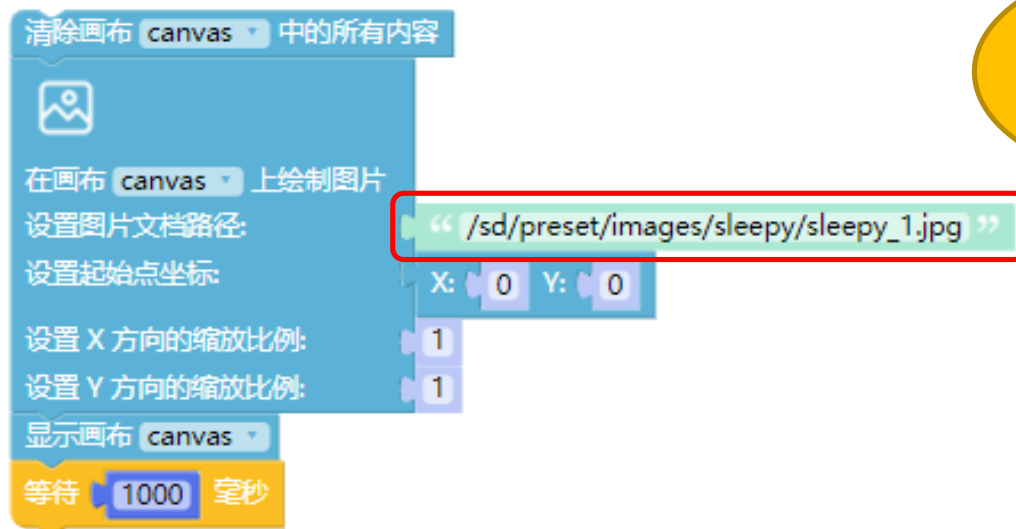 清除画布 canvas 中的所有内容
在画布 canvas 上绘制图片
设置图片文档路径: “ /sd/preset/images/sleepy/sleepy_1.jpg ”
设置起始点坐标: X: 0 Y: 0
设置 X 方向的缩放比例: 1
设置 Y 方向的缩放比例: 1
显示画布 canvas
等待 1000 毫秒